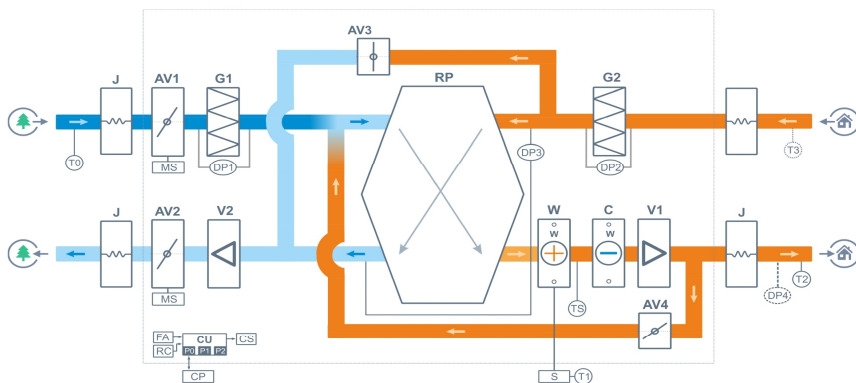 AV3
J
AV1
G1
RP
G2
T0
MS
DP1
DP3
DP2
T3
J
AV2
V2
W
C
V1
J
w
w
MS
TS
DP4
T2
AV4
FA
CU
CS
RC
P0 P1 P2
CP
S
T1